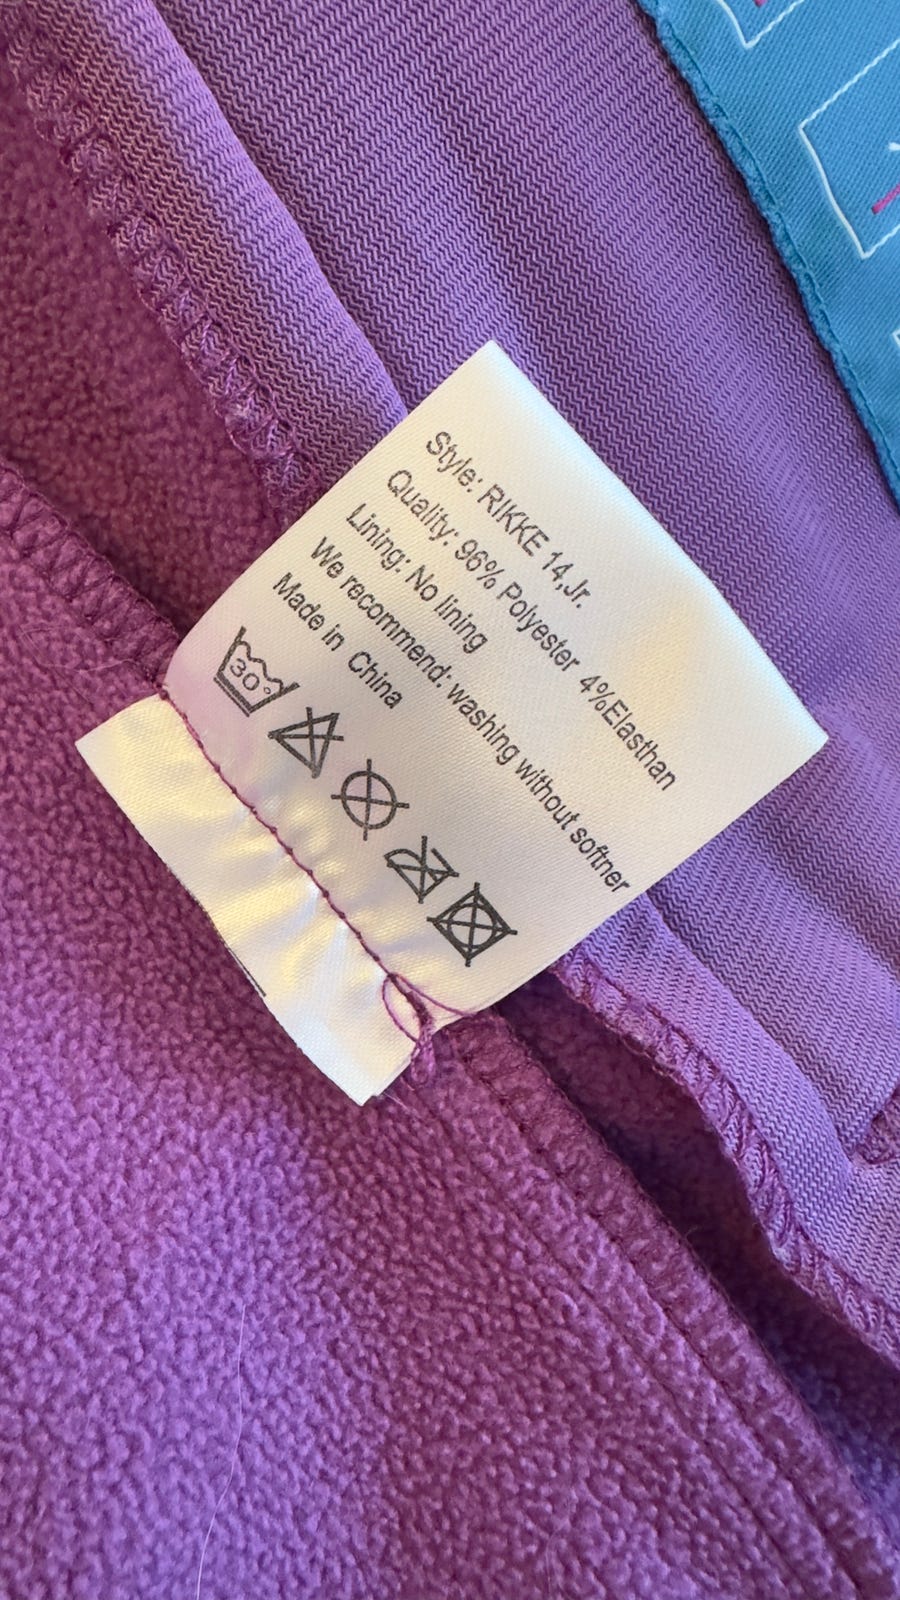 Style: RIKKE 14,Jr.
Quality: 96% Polyester 4%Elasthan
Lining: No lining
We recommend: washing without softner
Made in China
30°